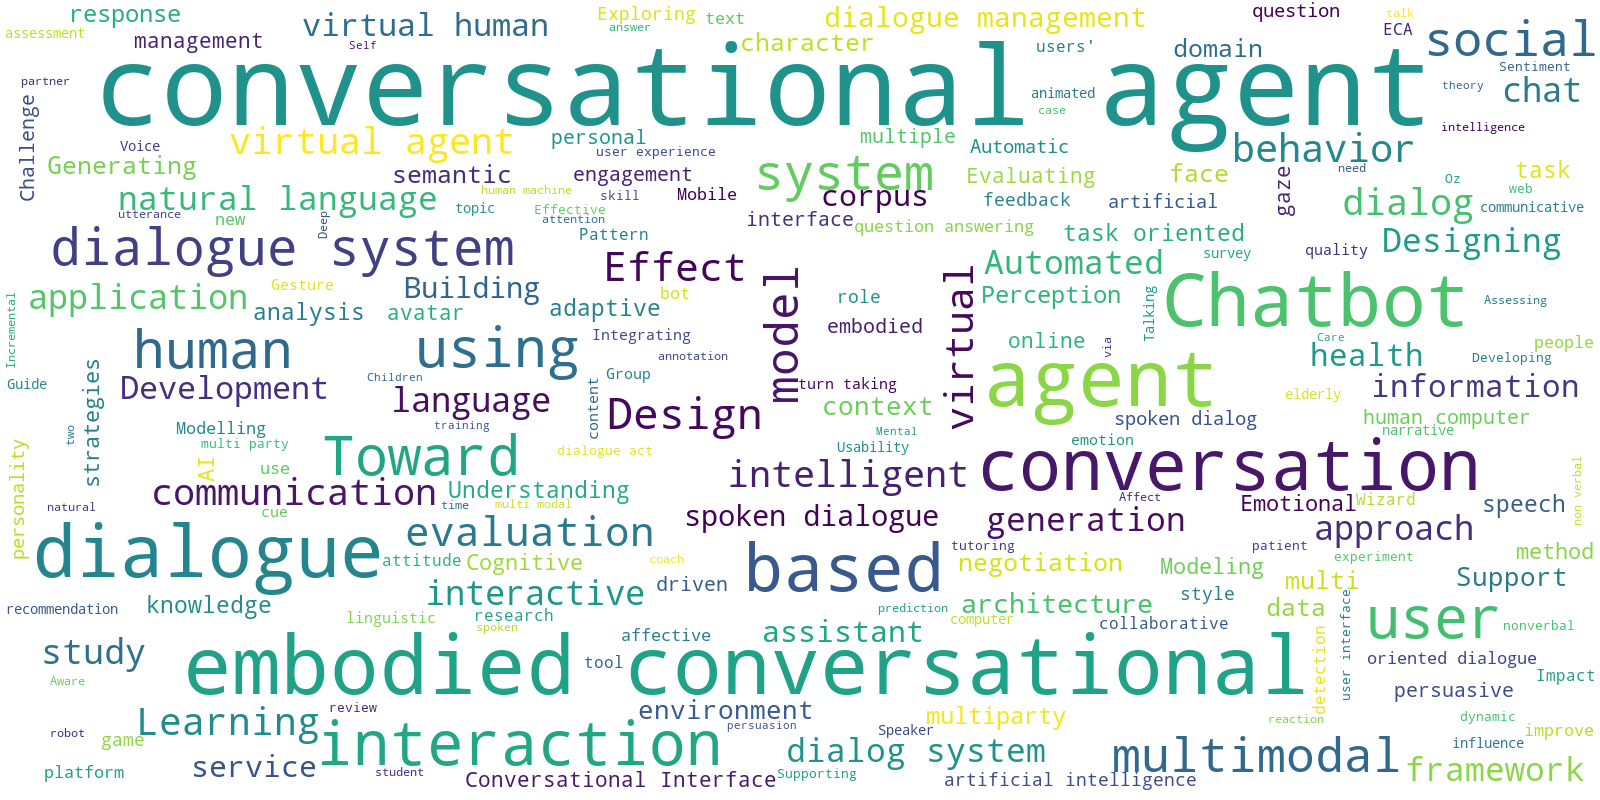 response
virtual human
Exploring
text
dialogue management
question
talk
assessment
management
Self
answer
character
users'
domain
ECA
social
partner
conversational agent
animated
case
Sentiment
theory
chat
Challenge
Voice
virtual agent
personal
multiple
Automatic
behavior
intelligence
Generating
user experience
semantic
engagement
system
Evaluating
face
gaze
need
task
natural language
human machine
skill
Mobile
corpus
feedback
artificial
Oz
web
utterance
new
Deep
topic
Effective
attention
interface
question answering
dialog
communicative
dialogue system
Pattern
task oriented
survey
quality
Designing
Effect
model
virtual
Automated
Chatbot
application
Gesture
Building
adaptive
bot
role
Perception
Talking
Assessing
Incremental
analysis
avatar
Integrating
embodied
online
via
Care
people
human
using
annotation
agent
health
Developing
Guide
strategies
Development
Children
language
content
Group
turn taking
context
elderly
information
Design
spoken dialog
human computer
two
Modelling
multi party
training
dialogue act
Mental
Usability
emotion
narrative
personality
AI
use
Toward
intelligent
conversation
non verbal
natural
communication
Understanding
time
multi modal
Affect
Emotional
Wizard
speech
cue
evaluation
spoken dialogue
generation
approach
dialogue
attitude
Cognitive
coach
based
tutoring
negotiation
patient
experiment
method
Modeling
multi
Support
recommendation
knowledge
interactive
driven
prediction
architecture
style
data
user interface
user
linguistic
research
spoken
affective
assistant
computer
collaborative
nonverbal
study
embodied conversational
tool
detection
oriented dialogue
Aware
persuasive
Impact
Learning
review
environment
persuasion
Speaker
multiparty
reaction
dynamic
improve
robot
game
interaction
dialog system
multimodal
influence
platform
service
student
Conversational Interface
Supporting
artificial intelligence
framework